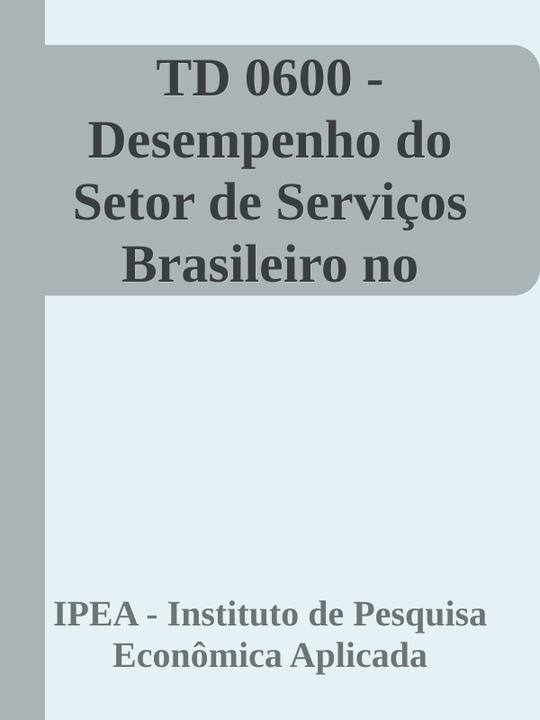 TD 0600 -
Desempenho do
Setor de Serviços
Brasileiro no
IPEA - Instituto de Pesquisa
Econômica Aplicada